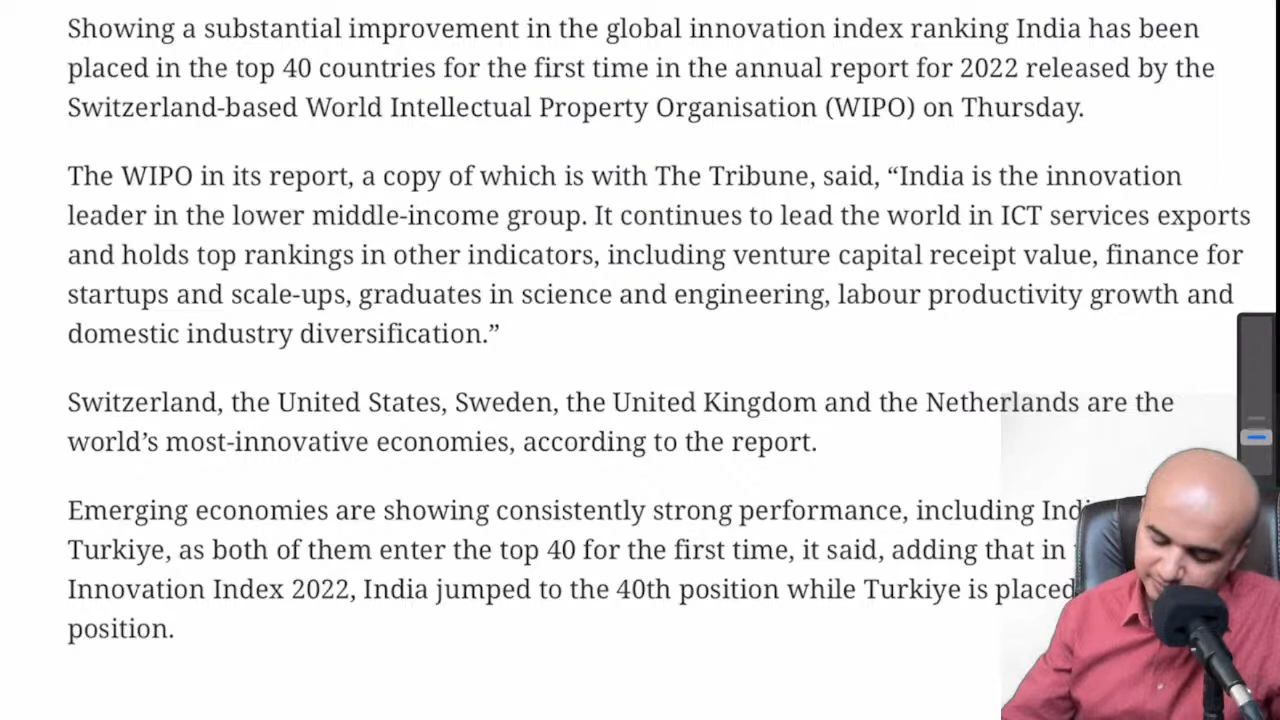 Showing a substantial improvement in the global innovation index ranking India has been
placed in the top 40 countries for the first time in the annual report for 2022 released by the
Switzerland-based World Intellectual Property Organisation (WIPO) on Thursday.
The WIPO in its report, a copy of which is with The Tribune, said, “India is the innovation
leader in the lower middle-income group. It continues to lead the world in ICT services exports
and holds top rankings in other indicators, including venture capital receipt value, finance for
startups and scale-ups, graduates in science and engineering, labour productivity growth and
domestic industry diversification.”
Switzerland, the United States, Sweden, the United Kingdom and the Netherlands are the
world’s most-innovative economies, according to the report.
Emerging economies are showing consistently strong performance, including
Turkiye, as both of them enter the top 40 for the first time, it said, adding that in
Innovation Index 2022, India jumped to the 40th position while Turkiye is placed
position.